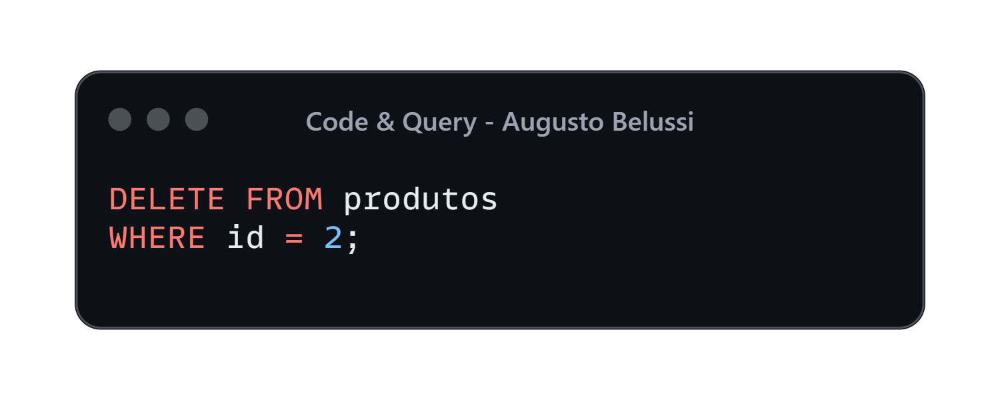 Code & Query - Augusto Belussi
DELETE FROM produtos
WHERE id = 2;